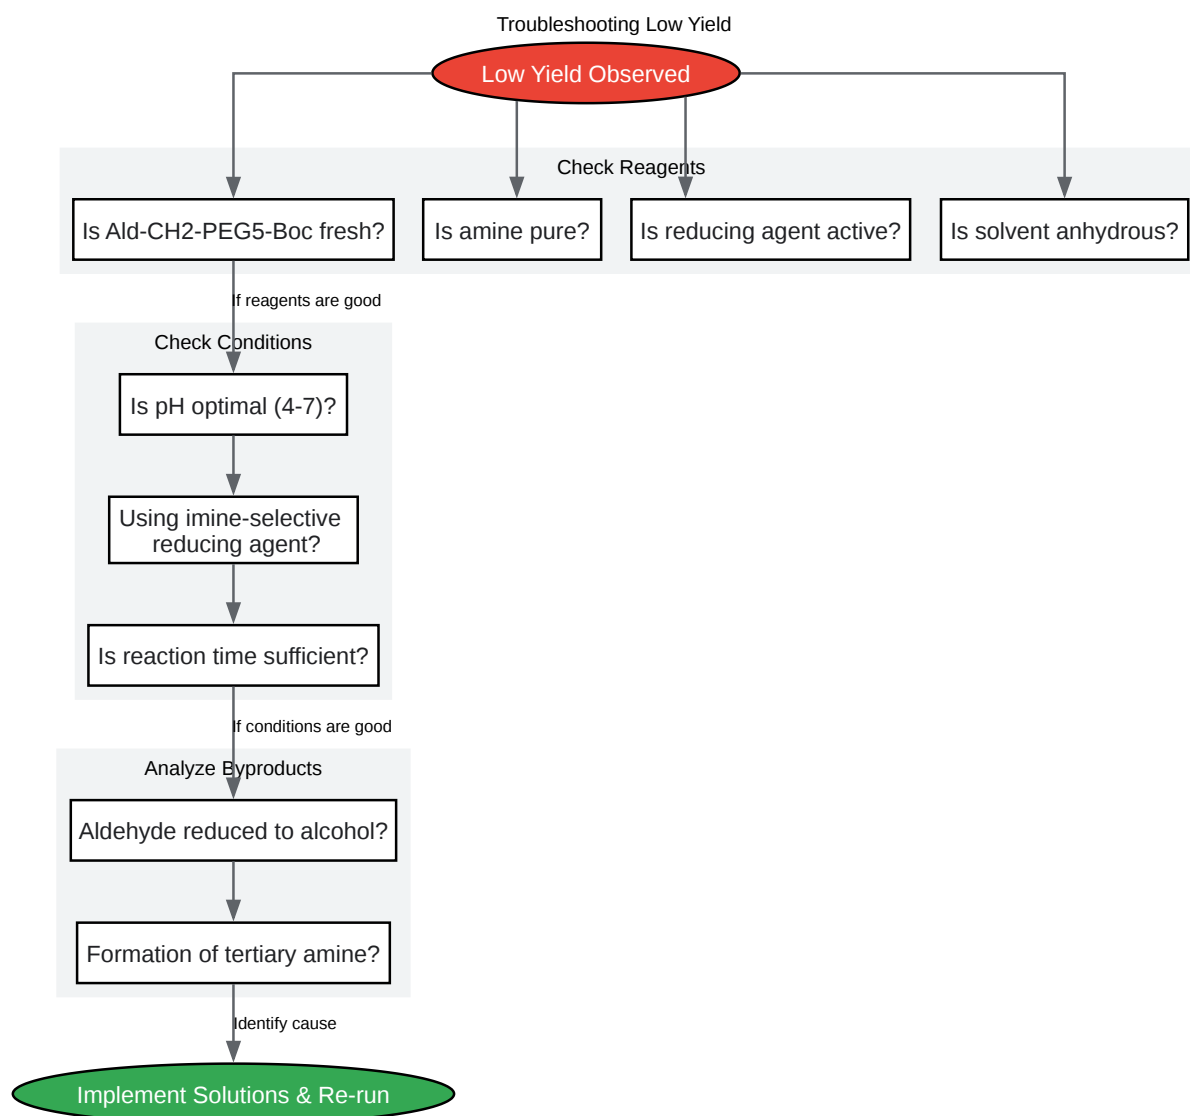 Troubleshooting Low Yield
Low Yield Observed
Check Reagents
Is Ald-CH2-PEG5-Boc fresh?
Is amine pure?
Is reducing agent active?
Is solvent anhydrous?
If reagents are good
Check Conditions
Is pH optimal (4-7)?
Using imine-selective
reducing agent?
Is reaction time sufficient?
If conditions are good
Analyze Byproducts
Aldehyde reduced to alcohol?
Formation of tertiary amine?
Identify cause
Implement Solutions & Re-run